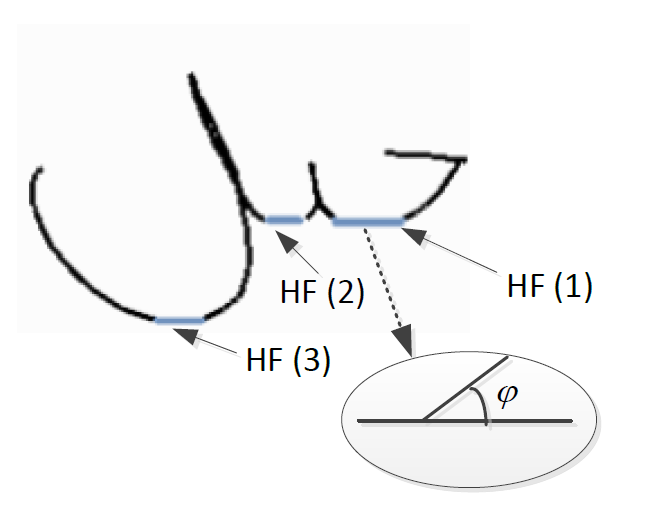 HF (2)
HF (1)
HF (3)
φ